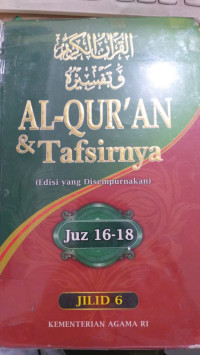 القرآن الكريم
وتفسيره
AL-QUR'AN
& Tafsirnya
(Edisi yang Disempurnakan)
Juz 16-18
JILID 6
KEMENTERIAN AGAMA RI